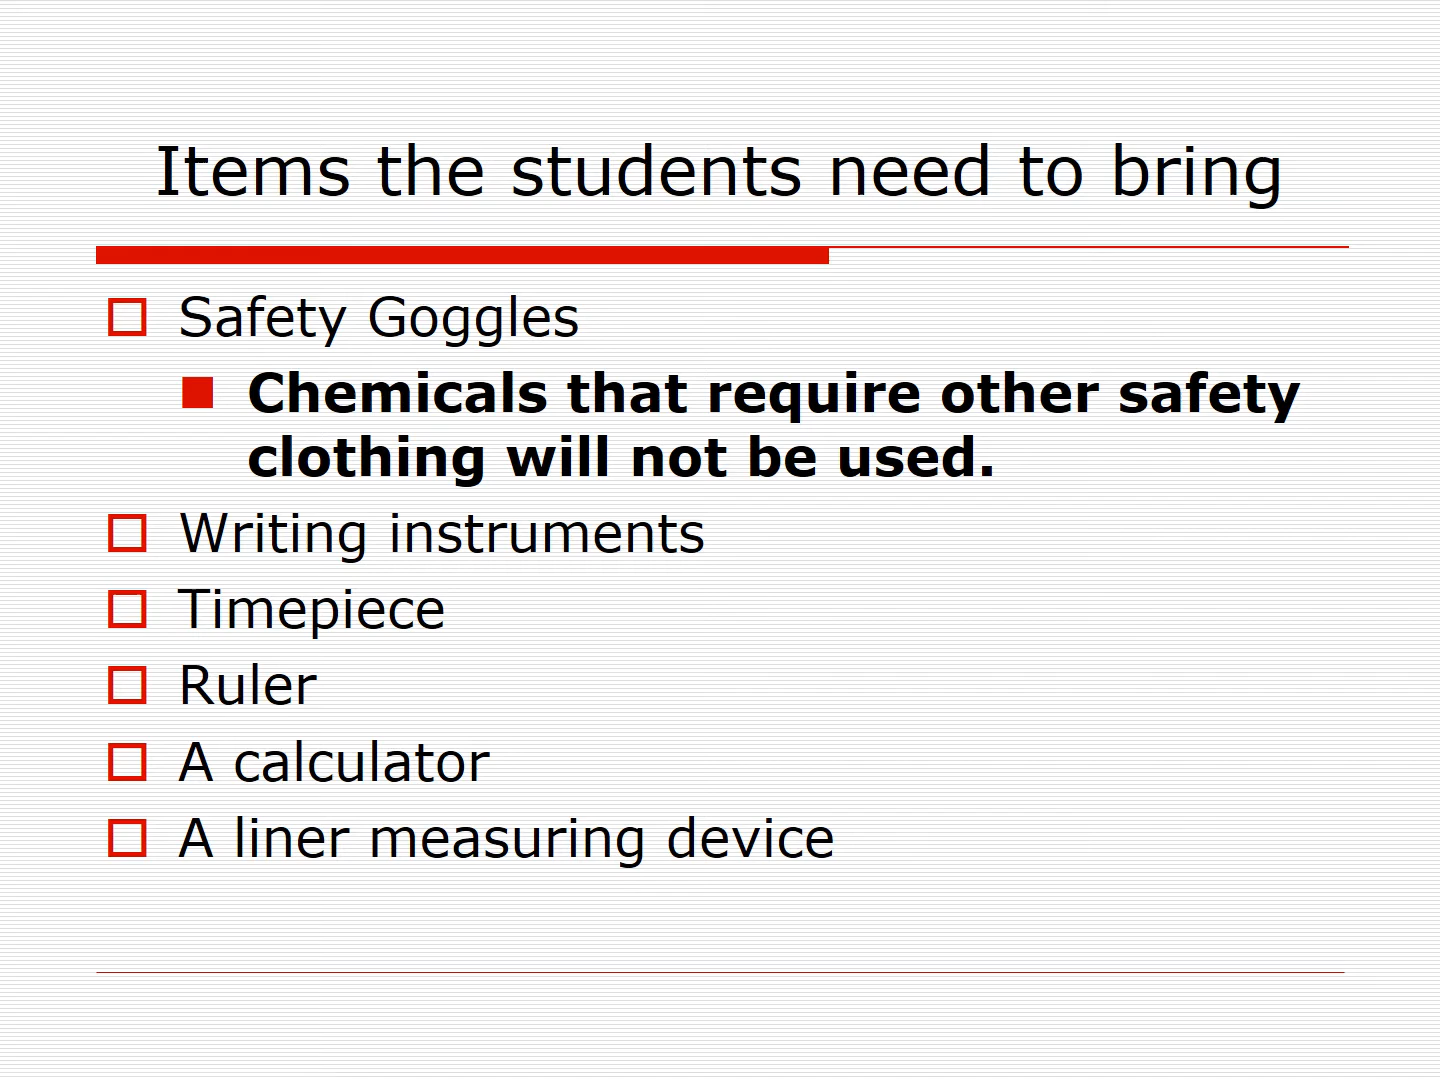 Items the students need to bring
Safety Goggles
Chemicals that require other safety
clothing will not be used.
Writing instruments
Timepiece
Ruler
A calculator
A liner measuring device